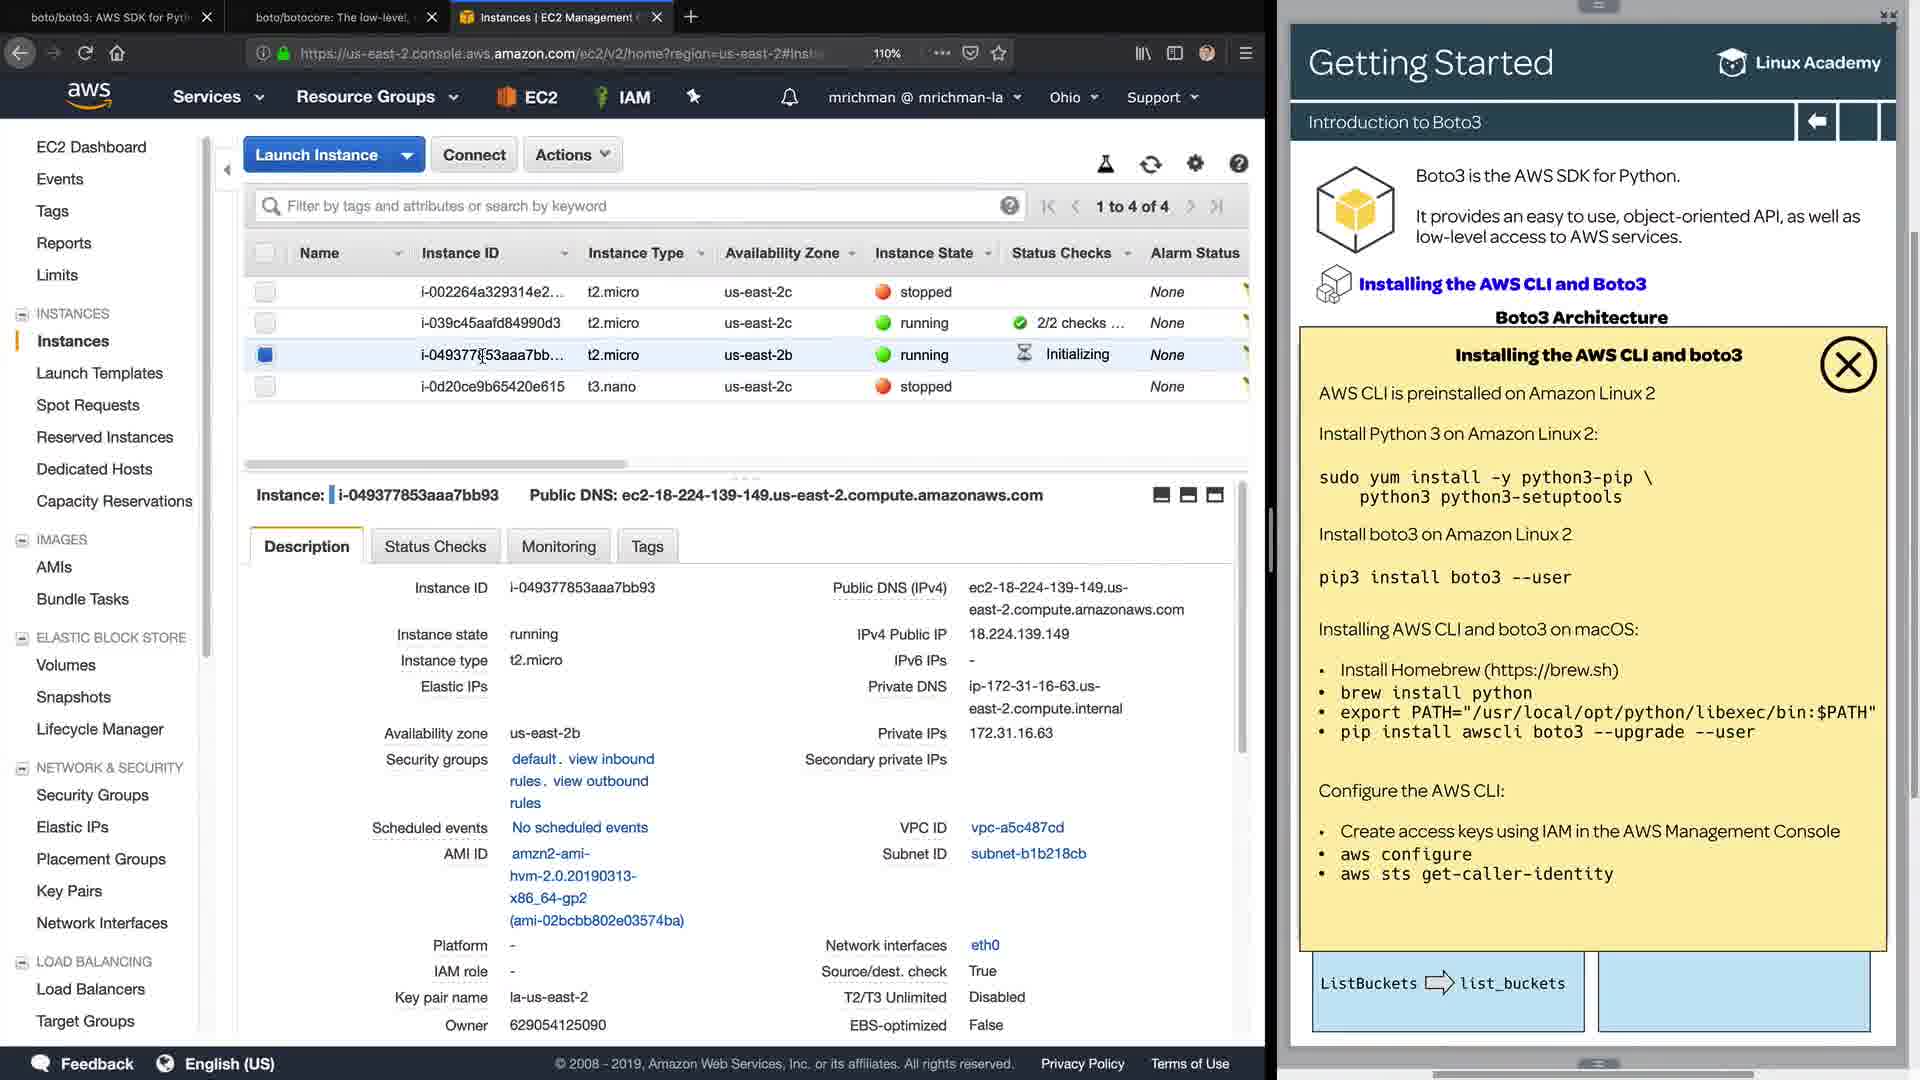 boto/boto3: AWS SDK for Pyth
boto/botocore: The low-level,
Instances | EC2 Management
https://us-east-2.console.aws.amazon.com/ec2/v2/home?region=us-east-2#Inst
110%
aws
Services
Resource Groups
EC2
IAM
mrichman @ mrichman-la
Ohio
Support
EC2 Dashboard
Events
Tags
Reports
Limits
INSTANCES
Instances
Launch Templates
Spot Requests
Reserved Instances
Dedicated Hosts
Capacity Reservations
IMAGES
AMIs
Bundle Tasks
ELASTIC BLOCK STORE
Volumes
Snapshots
Lifecycle Manager
NETWORK & SECURITY
Security Groups
Elastic IPs
Placement Groups
Key Pairs
Network Interfaces
LOAD BALANCING
Load Balancers
Target Groups
Launch Instance
Connect
Actions
Filter by tags and attributes or search by keyword
1 to 4 of 4
Name Instance ID Instance Type Availability Zone Instance State Status Checks Alarm Status
i-002264a329314e2... t2.micro us-east-2c stopped None
i-039c45aafd84990d3 t2.micro us-east-2c running 2/2 checks ... None
i-049377853aaa7bb... t2.micro us-east-2b running Initializing None
i-0d20ce9b65420e615 t3.nano us-east-2c stopped None
Instance: i-049377853aaa7bb93 Public DNS: ec2-18-224-139-149.us-east-2.compute.amazonaws.com
Description
Status Checks
Monitoring
Tags
Instance ID i-049377853aaa7bb93
Instance state running
Instance type t2.micro
Elastic IPs
Availability zone us-east-2b
Security groups default. view inbound
rules. view outbound
rules
Scheduled events No scheduled events
AMI ID amzn2-ami-
hvm-2.0.20190313-
x86_64-gp2
(ami-02bcbb802e03574ba)
Platform -
IAM role -
Key pair name la-us-east-2
Owner 629054125090
Public DNS (IPv4) ec2-18-224-139-149.us-
east-2.compute.amazonaws.com
IPv4 Public IP 18.224.139.149
IPv6 IPs -
Private DNS ip-172-31-16-63.us-
east-2.compute.internal
Private IPs 172.31.16.63
Secondary private IPs
VPC ID vpc-a5c487cd
Subnet ID subnet-b1b218cb
Network interfaces eth0
Source/dest. check True
T2/T3 Unlimited Disabled
EBS-optimized False
Feedback
English (US)
© 2008 - 2019, Amazon Web Services, Inc. or its affiliates. All rights reserved.
Privacy Policy
Terms of Use
Getting Started
Linux Academy
Introduction to Boto3
Boto3 is the AWS SDK for Python.
It provides an easy to use, object-oriented API, as well as
low-level access to AWS services.
Installing the AWS CLI and Boto3
Boto3 Architecture
Installing the AWS CLI and boto3
AWS CLI is preinstalled on Amazon Linux 2
Install Python 3 on Amazon Linux 2:
sudo yum install -y python3-pip \
python3 python3-setuptools
Install boto3 on Amazon Linux 2
pip3 install boto3 --user
Installing AWS CLI and boto3 on macOS:
• Install Homebrew (https://brew.sh)
• brew install python
• export PATH="/usr/local/opt/python/libexec/bin:$PATH"
• pip install awscli boto3 --upgrade --user
Configure the AWS CLI:
• Create access keys using IAM in the AWS Management Console
• aws configure
• aws sts get-caller-identity
ListBuckets list_buckets